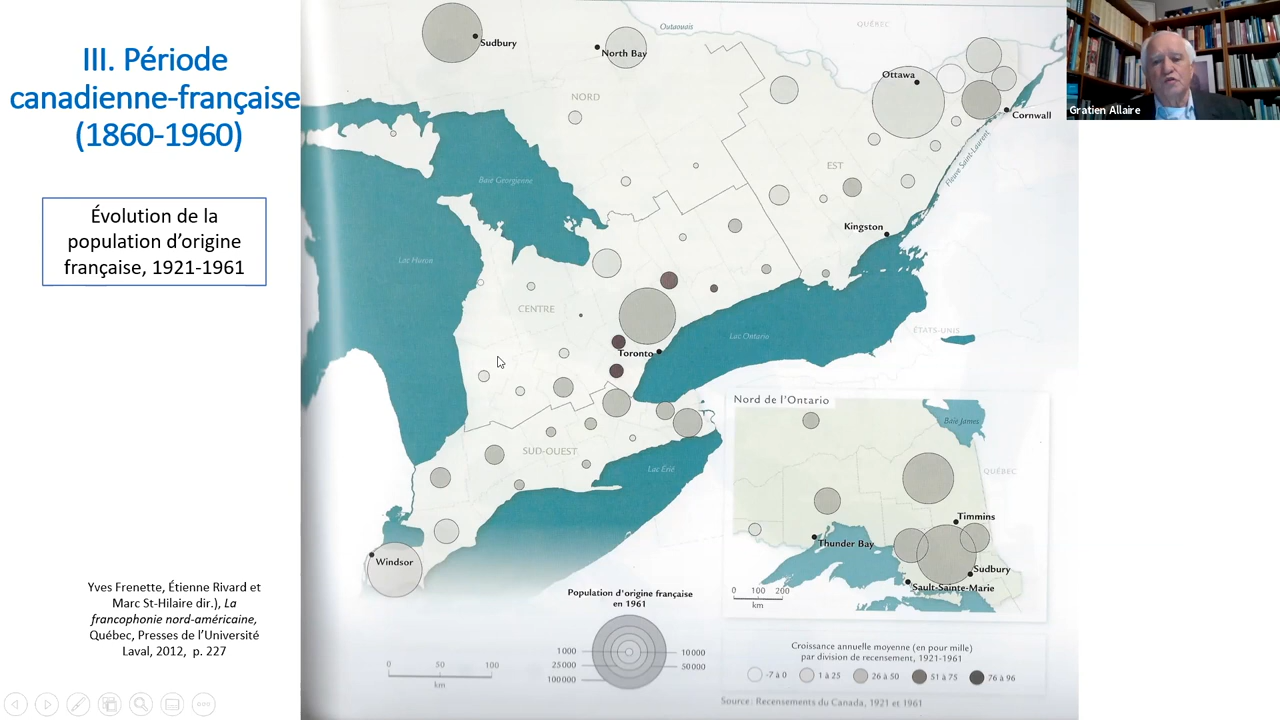 III. Période
canadienne-française
(1860-1960)
Évolution de la
population d'origine
française, 1921-1961
Yves Frenette, Étienne Rivard et
Marc St-Hilaire dir.), La
francophonie nord-américaine,
Québec, Presses de l'Université
Laval, 2012, p. 227
Sudbury
North Bay
Outaouais
QUÉBEC
Ottawa
Cornwall
NORD
Fleuve Saint-Laurent
EST
Baie Georgienne
Kingston
Lac Huron
CENTRE
Toronto
Lac Ontario
ÉTATS-UNIS
SUD-OUEST
Lac Érié
Windsor
Nord de l'Ontario
Baie James
QUÉBEC
Timmins
Thunder Bay
Sudbury
Sault-Sainte-Marie
0 100 200
km
Population d'origine française
en 1961
1000
10000
25000
50000
100000
0 50 100
km
Croissance annuelle moyenne (en pour mille)
par division de recensement, 1921-1961
-7 à 0
1 à 25
26 à 50
51 à 75
76 à 96
Source : Recensements du Canada, 1921 et 1961
Gratien Allaire